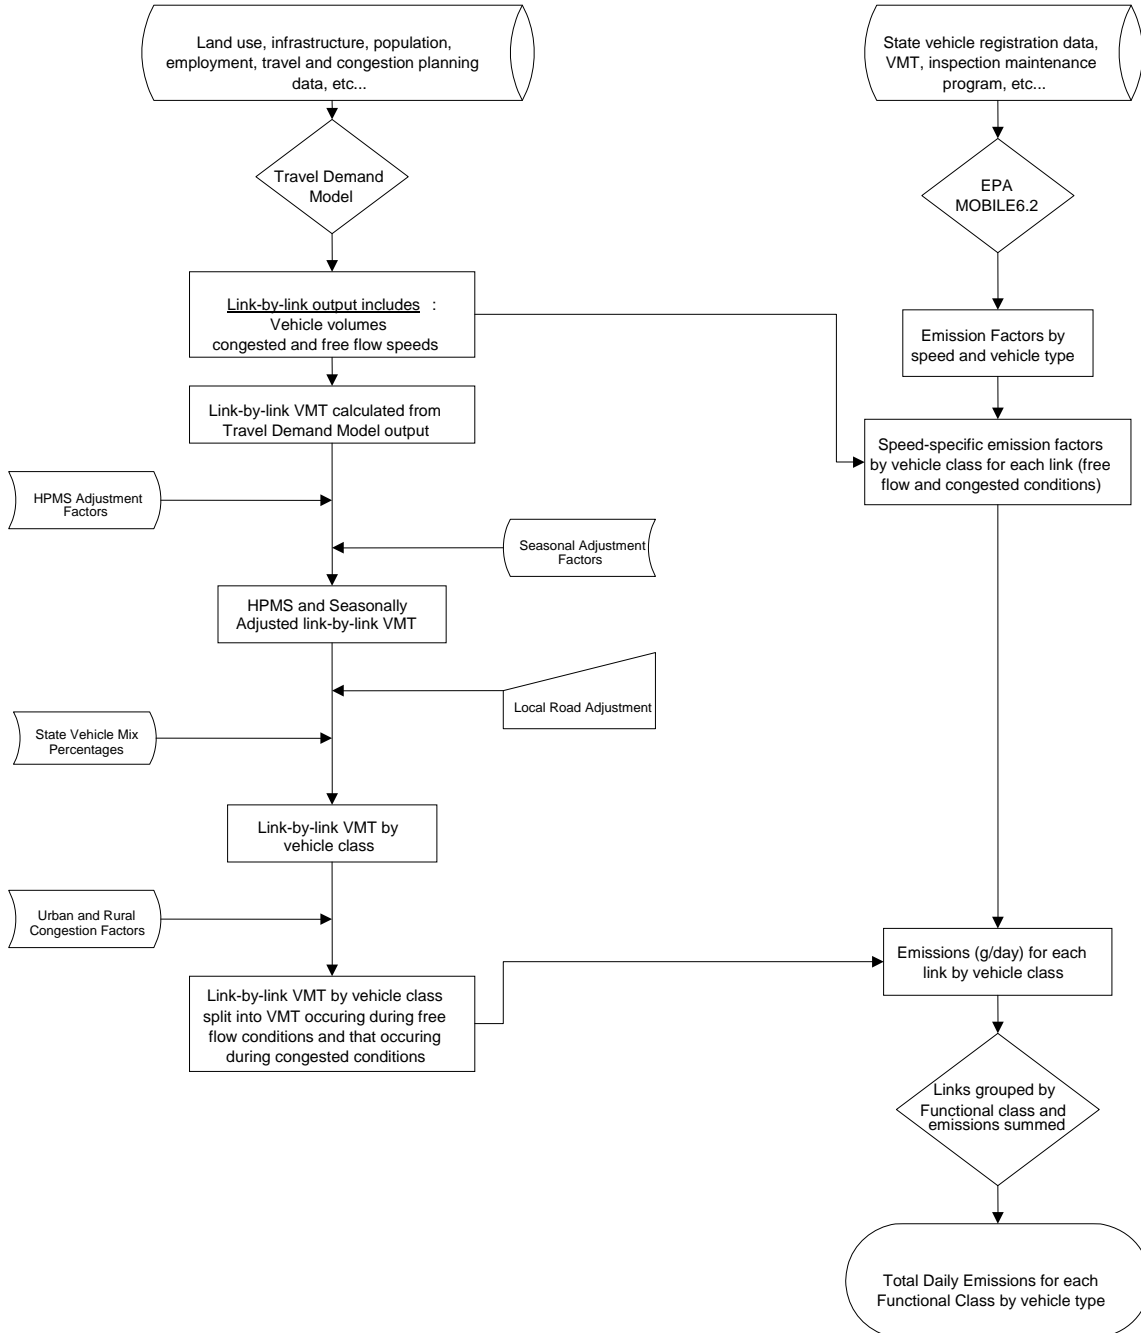 Land use, infrastructure, population,
employment, travel and congestion planning
data, etc...
State vehicle registration data,
VMT, inspection maintenance
program, etc...
Travel Demand
Model
EPA
MOBILE6.2
Link-by-link output includes :
Vehicle volumes
congested and free flow speeds
Emission Factors by
speed and vehicle type
Link-by-link VMT calculated from
Travel Demand Model output
Speed-specific emission factors
by vehicle class for each link (free
flow and congested conditions)
HPMS Adjustment
Factors
Seasonal Adjustment
Factors
HPMS and Seasonally
Adjusted link-by-link VMT
Local Road Adjustment
State Vehicle Mix
Percentages
Link-by-link VMT by
vehicle class
Urban and Rural
Congestion Factors
Emissions (g/day) for each
link by vehicle class
Link-by-link VMT by vehicle class
split into VMT occuring during free
flow conditions and that occuring
during congested conditions
Links grouped by
Functional class and
emissions summed
Total Daily Emissions for each
Functional Class by vehicle type